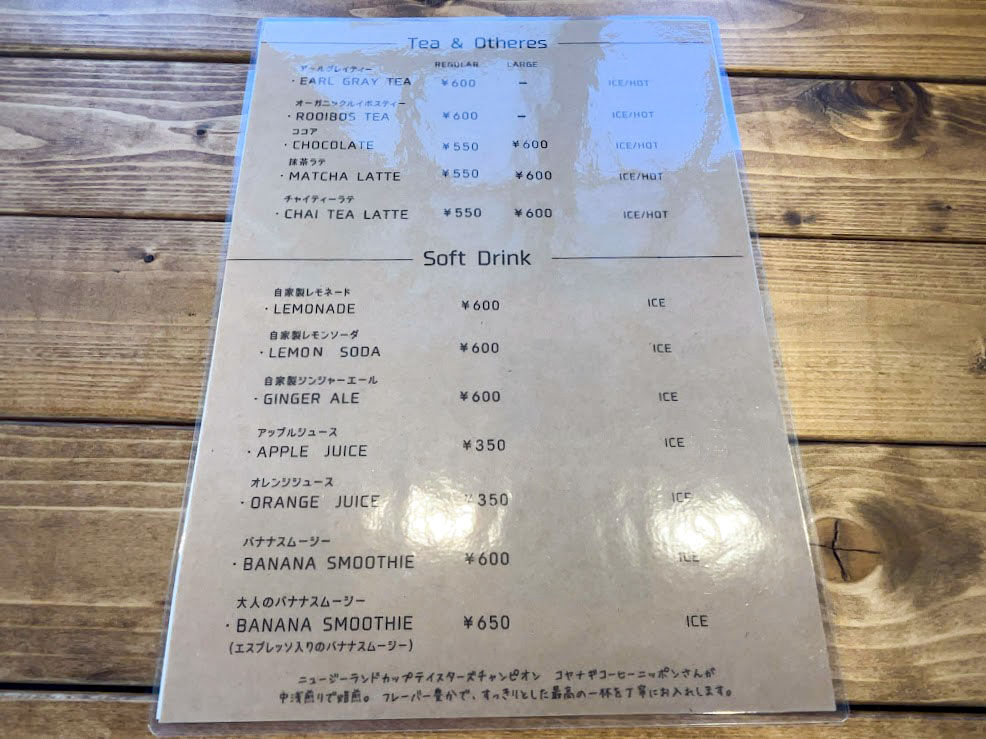 Tea & Otheres
REGULAR LARGE
アールグレイティー
・EARL GRAY TEA ¥600 – ICE/HOT
オーガニックルイボスティー
・ROOIBOS TEA ¥600 – ICE/HOT
ココア
・CHOCOLATE ¥550 ¥600 ICE/HOT
抹茶ラテ
・MATCHA LATTE ¥550 ¥600 ICE/HOT
チャイティーラテ
・CHAI TEA LATTE ¥550 ¥600 ICE/HOT
Soft Drink
自家製レモネード
・LEMONADE ¥600 ICE
自家製レモンソーダ
・LEMON SODA ¥600 ICE
自家製ジンジャーエール
・GINGER ALE ¥600 ICE
アップルジュース
・APPLE JUICE ¥350 ICE
オレンジジュース
・ORANGE JUICE ¥350 ICE
バナナスムージー
・BANANA SMOOTHIE ¥600 ICE
大人のバナナスムージー
・BANANA SMOOTHIE ¥650 ICE
(エスプレッソ入りのバナナスムージー)
ニュージーランドカップテイスターズチャンピオン コヤナギコーヒーニッポンさんが
中浅煎りで焙煎。フレーバー豊かで、すっきりとした最高の一杯を丁寧にお入れします。